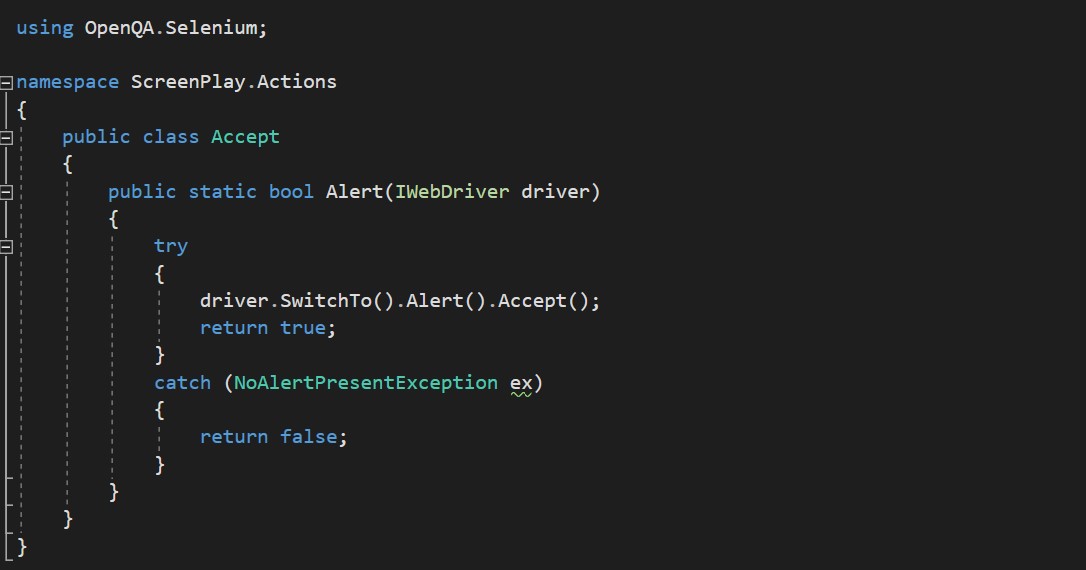 using OpenQA.Selenium;
namespace ScreenPlay.Actions
{
public class Accept
{
public static bool Alert(IWebDriver driver)
{
try
{
driver.SwitchTo().Alert().Accept();
return true;
}
catch (NoAlertPresentException ex)
{
return false;
}
}
}
}